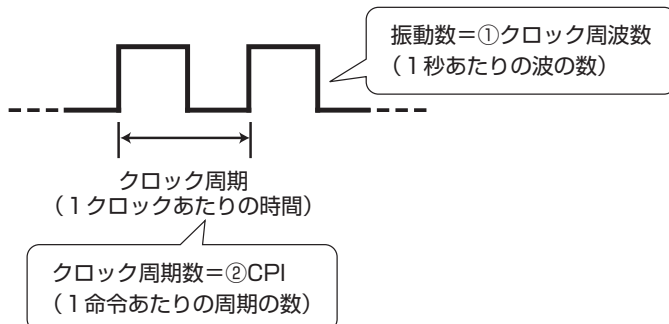 振動数＝①クロック周波数
（１秒あたりの波の数）
クロック周期
（１クロックあたりの時間）
クロック周期数＝②CPI
（１命令あたりの周期の数）